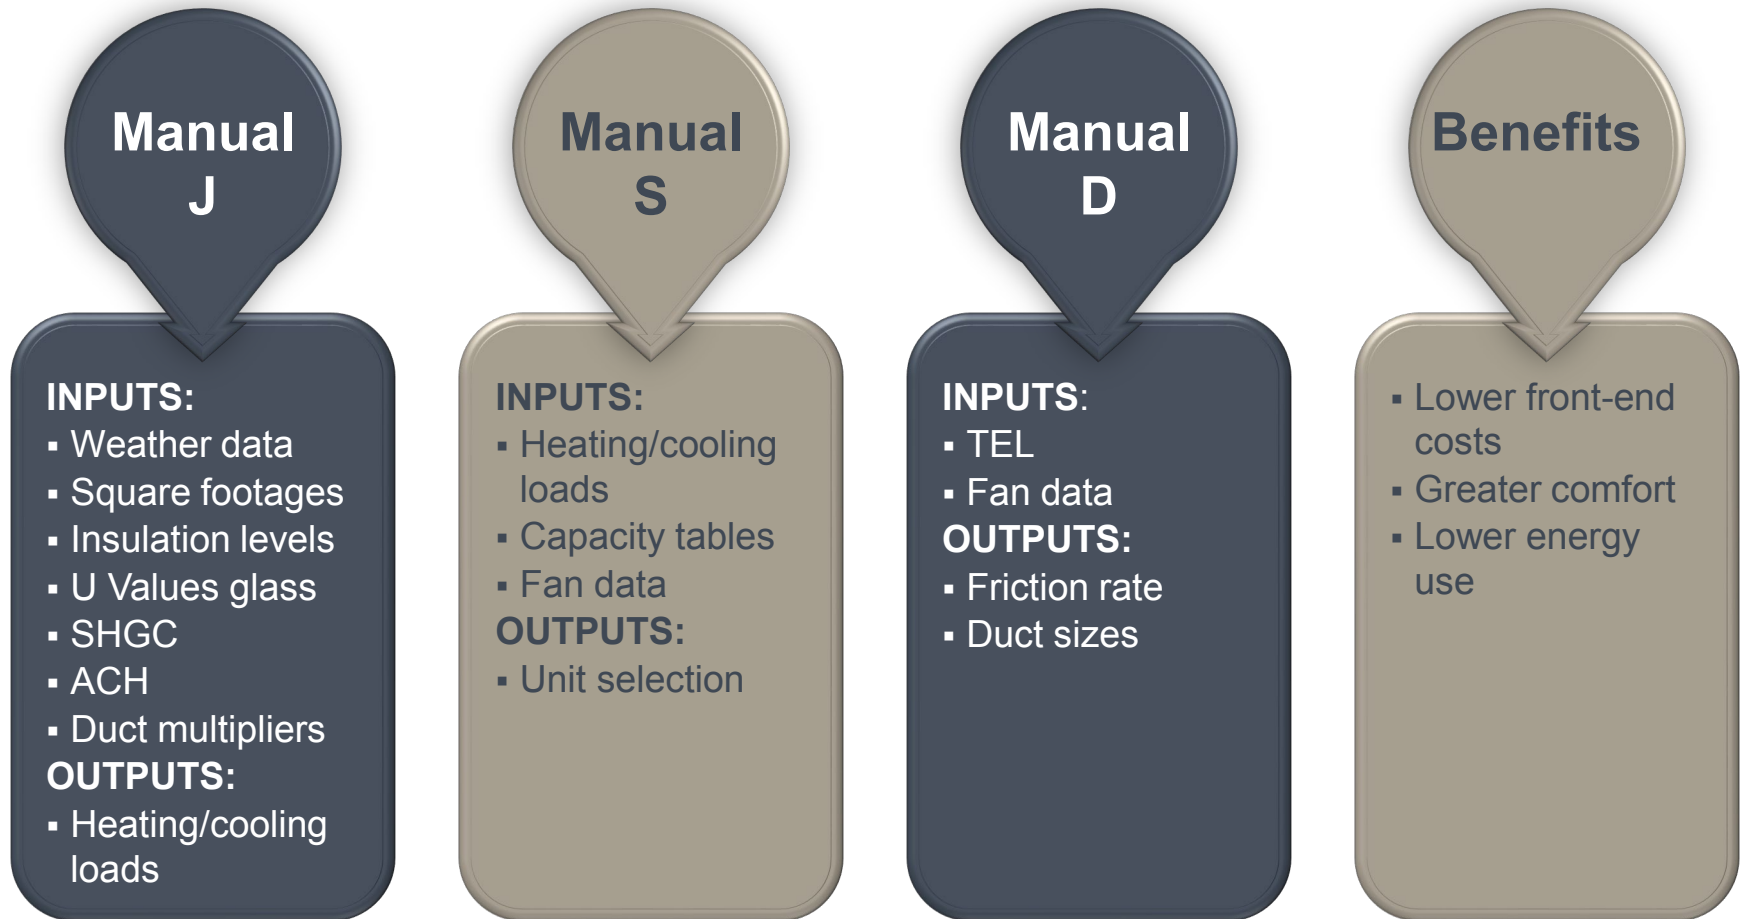 Manual
J
INPUTS:
▪ Weather data
▪ Square footages
▪ Insulation levels
▪ U Values glass
▪ SHGC
▪ ACH
▪ Duct multipliers
OUTPUTS:
▪ Heating/cooling
loads
Manual
S
INPUTS:
▪ Heating/cooling
loads
▪ Capacity tables
▪ Fan data
OUTPUTS:
▪ Unit selection
Manual
D
INPUTS:
▪ TEL
▪ Fan data
OUTPUTS:
▪ Friction rate
▪ Duct sizes
Benefits
▪ Lower front-end
costs
▪ Greater comfort
▪ Lower energy
use